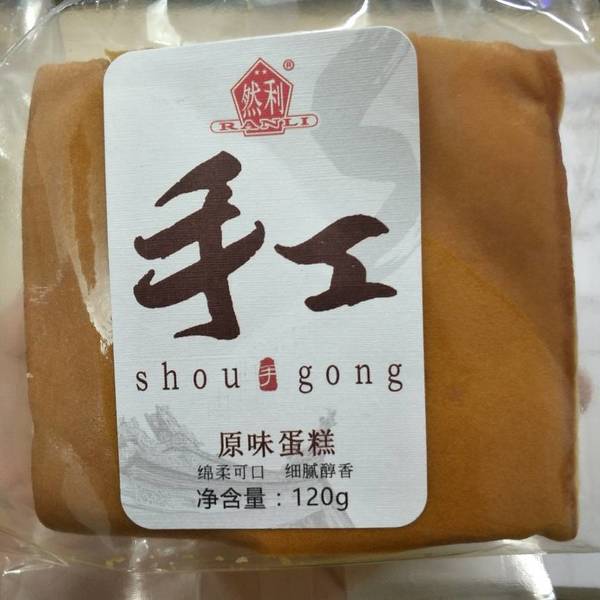 然利®
RANLI
手工
shou 手 gong
原味蛋糕
绵柔可口 细腻醇香
净含量：120g